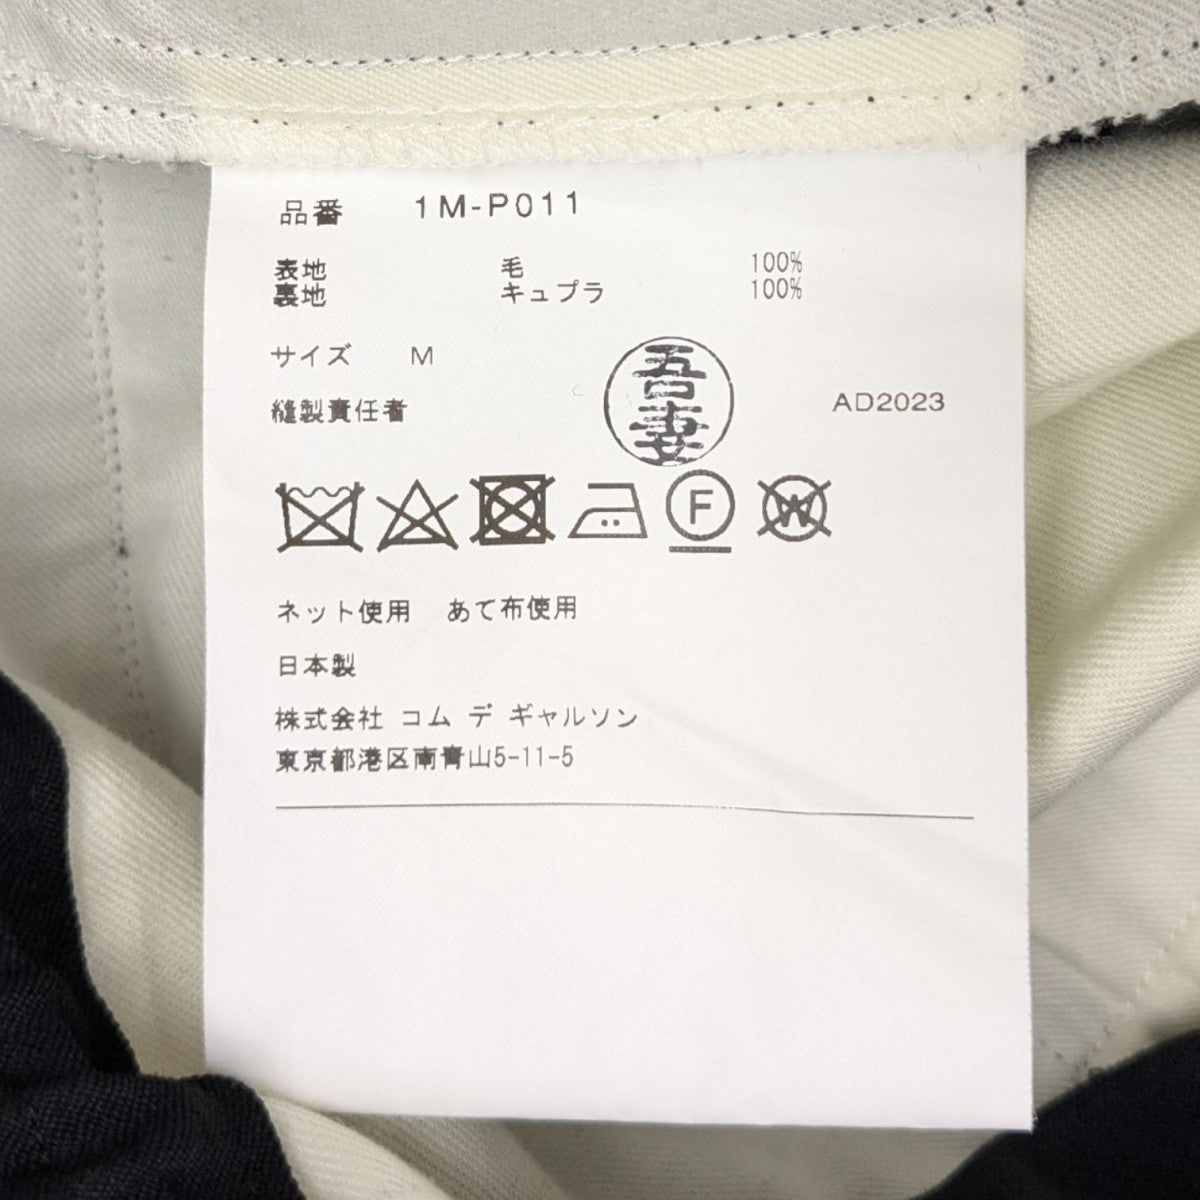 品番 1M-P011
表地 毛 100%
裏地 キュプラ 100%
サイズ M
縫製責任者 吾妻 AD2023
F W
ネット使用 あて布使用
日本製
株式会社 コム デ ギャルソン
東京都港区南青山5-11-5